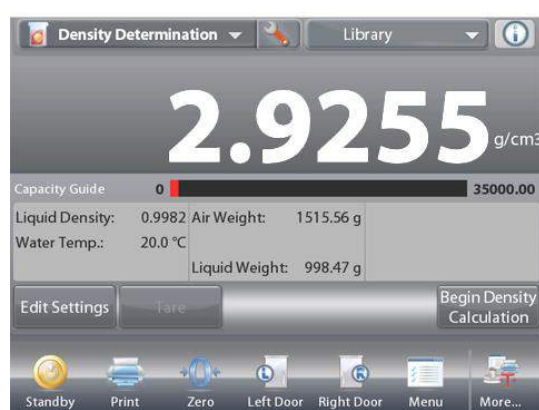 Density Determination Library
2.9255 g/cm3
Capacity Guide 0 35000.00
Liquid Density: 0.9982 Air Weight: 1515.56 g
Water Temp.: 20.0 °C
Liquid Weight: 998.47 g
Edit Settings Tare Begin Density
Calculation
Standby Print Zero Left Door Right Door Menu More...